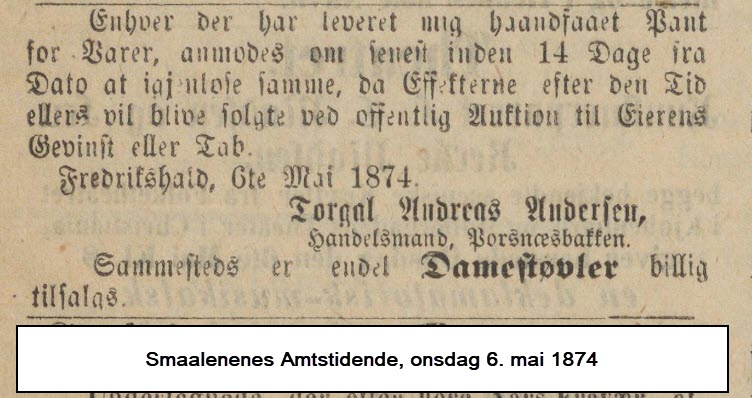 Enhver der har leveret mig haandfaaet Pant
for Varer, anmodes om senest inden 14 Dage fra
Dato at igjenløse samme, da Effekterne efter den Tid
ellers vil blive solgte ved offentlig Auktion til Eierens
Gevinst eller Tab.
Fredrikshald, 6te Mai 1874.
Torgal Andreas Andersen,
Handelsmand, Porsnæsbakken.
Sammesteds er endel Damestøvler billig
tilsalgs.
Smaalenenes Amtstidende, onsdag 6. mai 1874